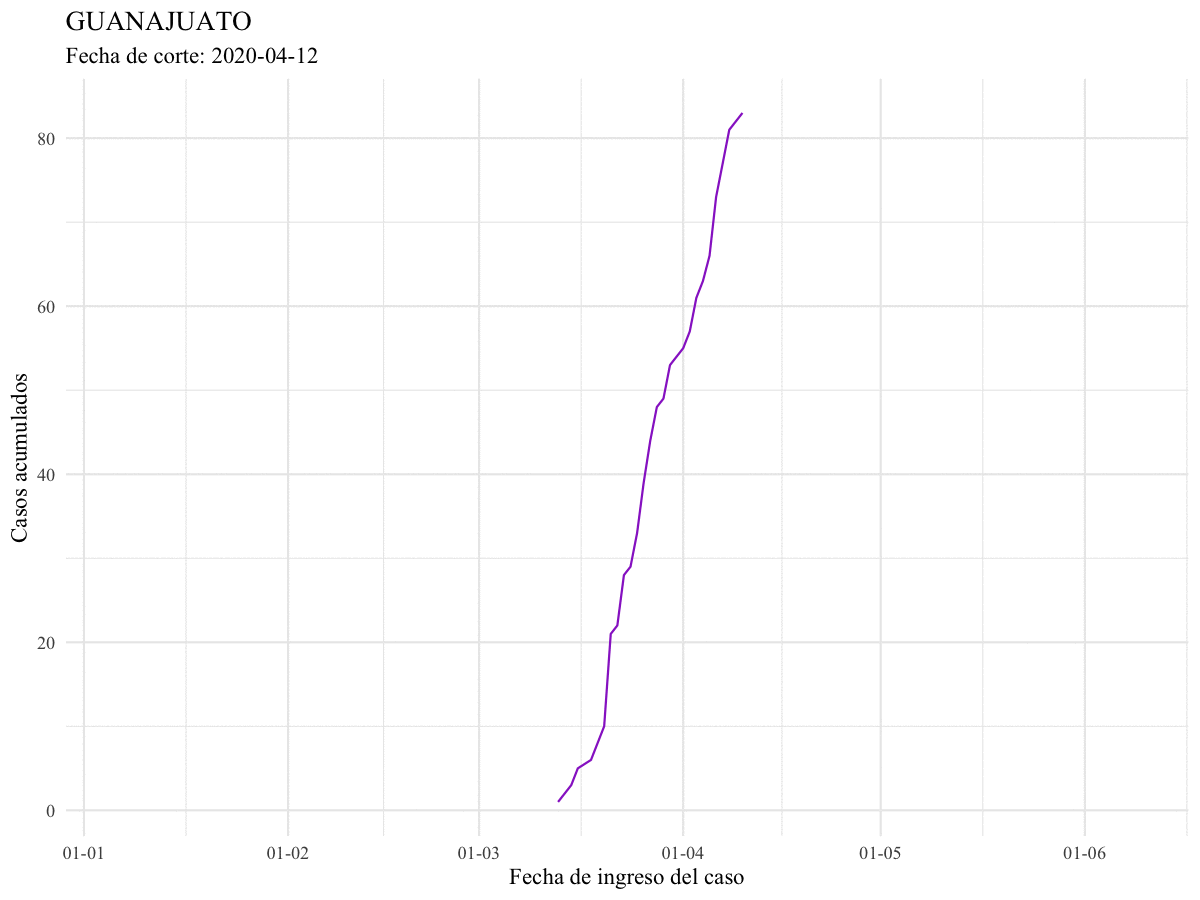 GUANAJUATO
Fecha de corte: 2020-04-12
Casos acumulados
80
60
40
20
0
01-01 01-02 01-03 01-04 01-05 01-06
Fecha de ingreso del caso